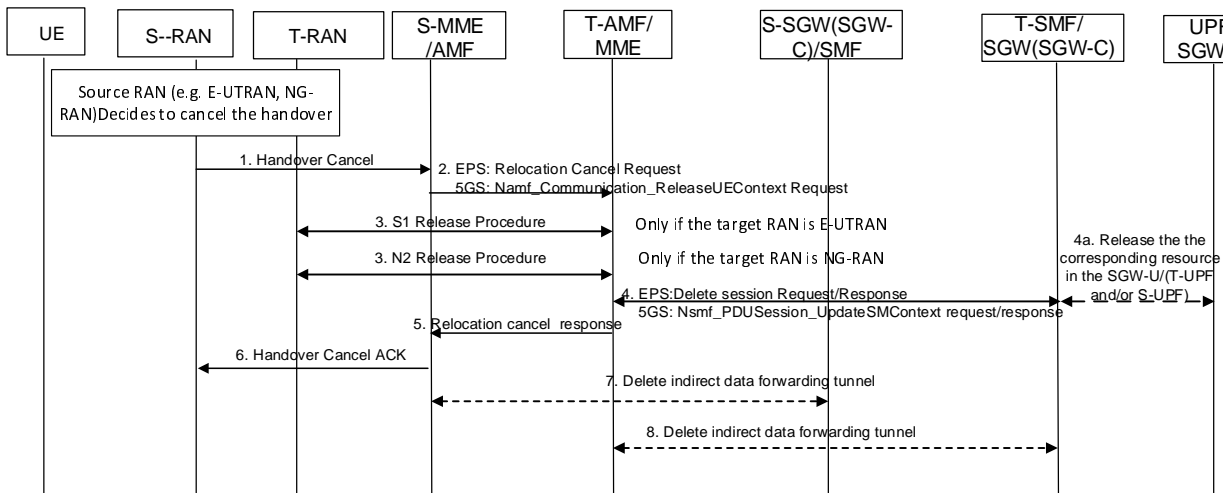 UE
S--RAN
T-RAN
S-MME
/AMF
T-AMF/
MME
S-SGW(SGW-
C)/SMF
T-SMF/
SGW(SGW-C)
UPF
SGW
Source RAN (e.g. E-UTRAN, NG-
RAN)Decides to cancel the handover
1. Handover Cancel
2. EPS: Relocation Cancel Request
5GS: Namf_Communication_ReleaseUEContext Request
3. S1 Release Procedure
Only if the target RAN is E-UTRAN
3. N2 Release Procedure
Only if the target RAN is NG-RAN
4a. Release the the
corresponding resource
in the SGW-U/(T-UPF
and/or S-UPF)
4. EPS:Delete session Request/Response
5GS: Nsmf_PDUSession_UpdateSMContext request/response
5. Relocation cancel response
6. Handover Cancel ACK
7. Delete indirect data forwarding tunnel
8. Delete indirect data forwarding tunnel